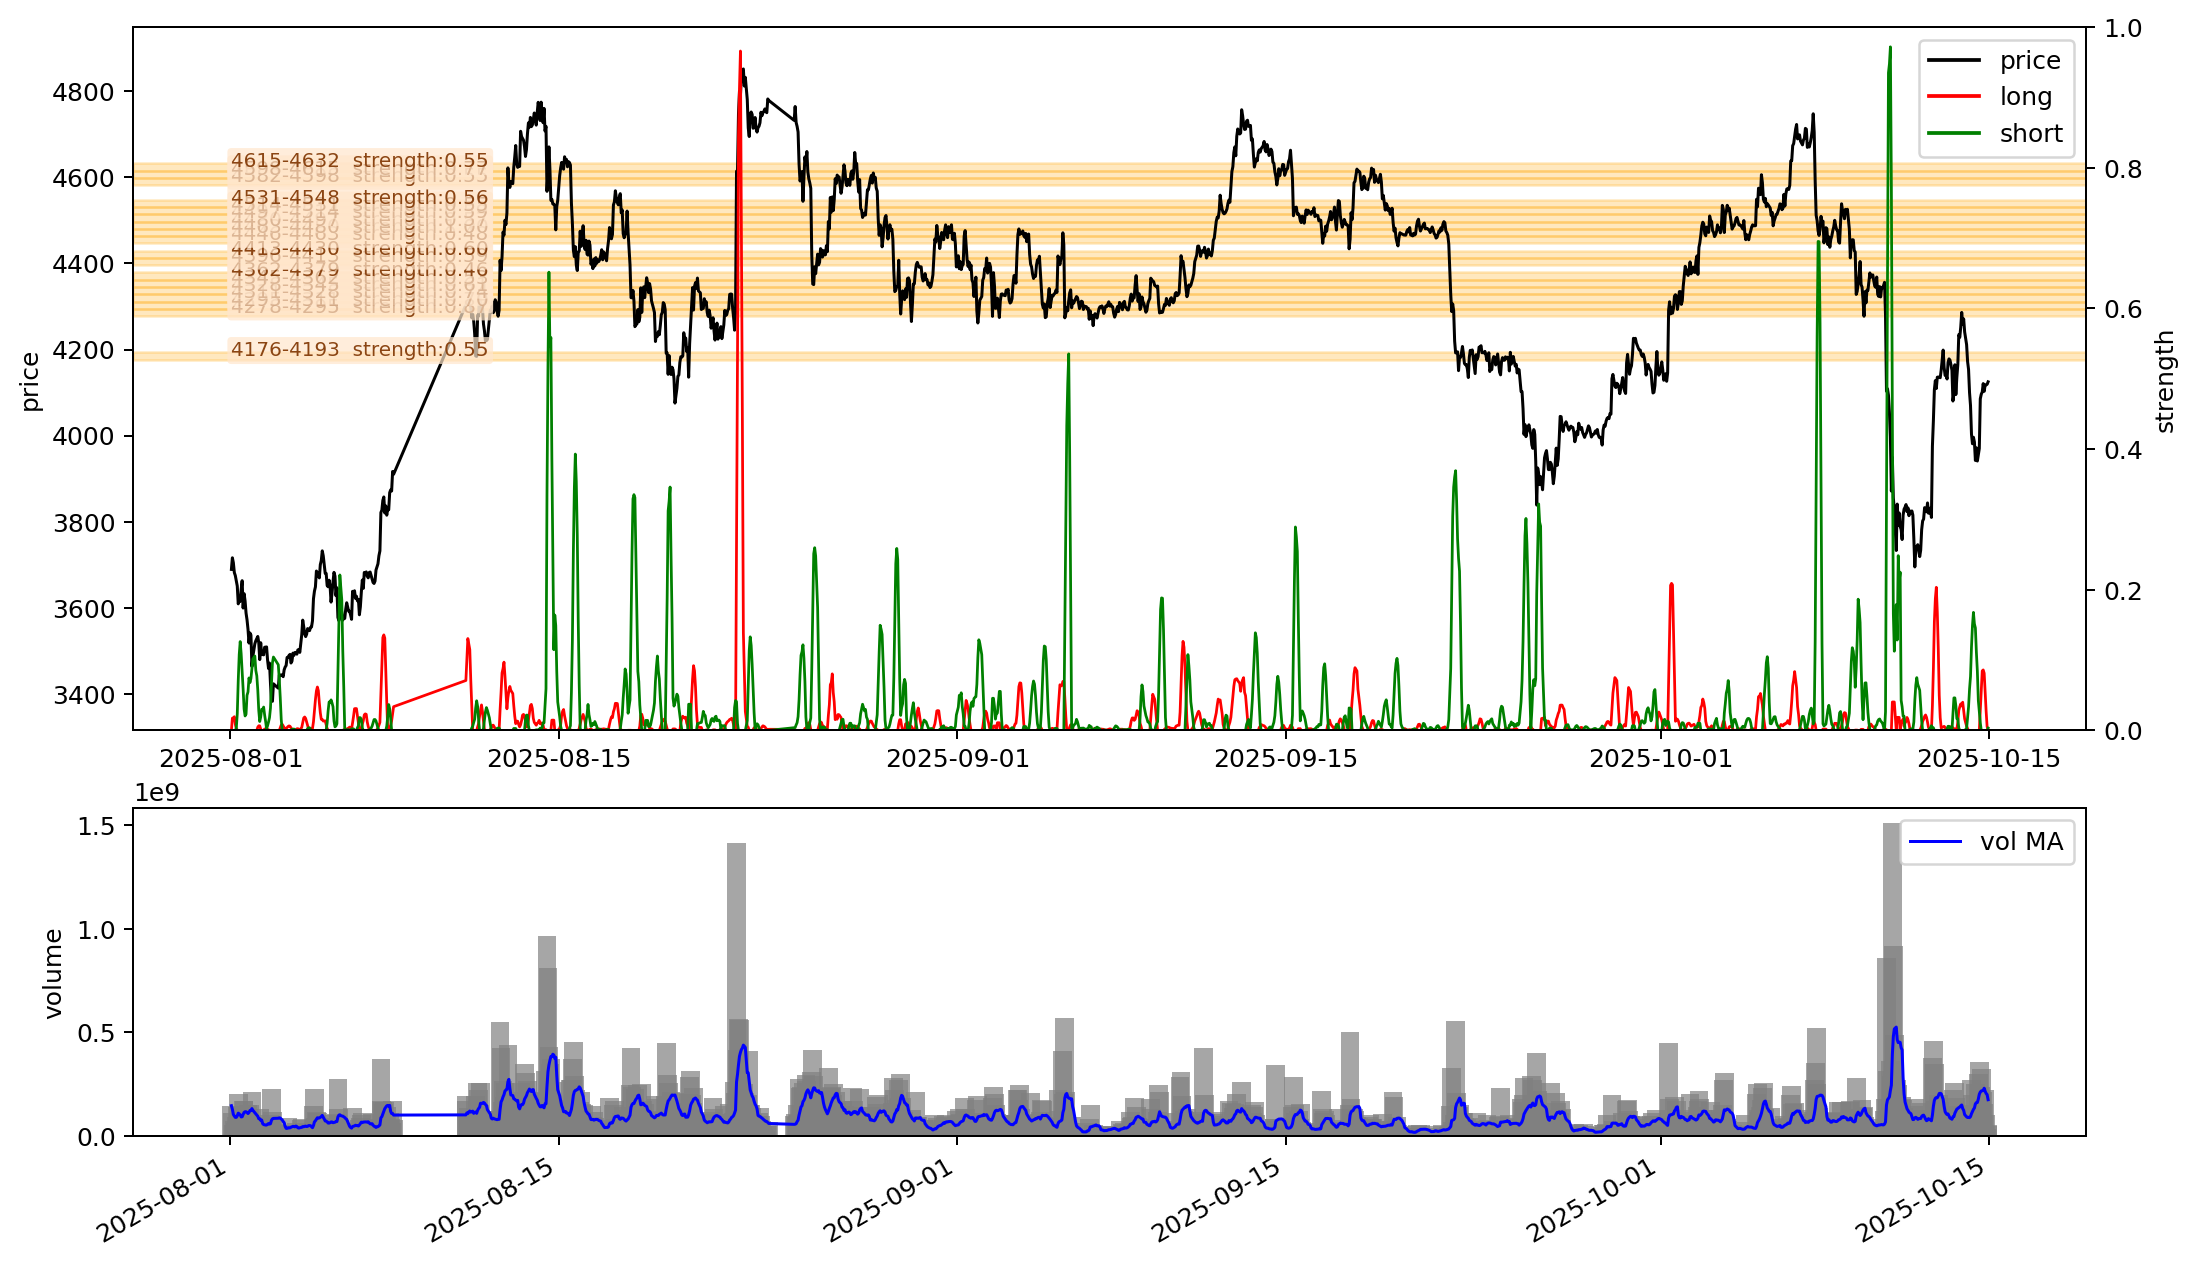 1.0
price
long
short
4800
4600
0.8
4615-4632 strength:0.55
4531-4548 strength:0.56
4413-4430 strength:0.60
4400
4362-4379 strength:0.46
0.6
4200
4176-4193 strength:0.55
price
strength
4000
0.4
3800
3600
0.2
3400
0.0
2025-08-01
2025-08-15
2025-09-01
2025-09-15
2025-10-01
2025-10-15
1e9
1.5
vol MA
1.0
volume
0.5
0.0
2025-08-01
2025-08-15
2025-09-01
2025-09-15
2025-10-01
2025-10-15